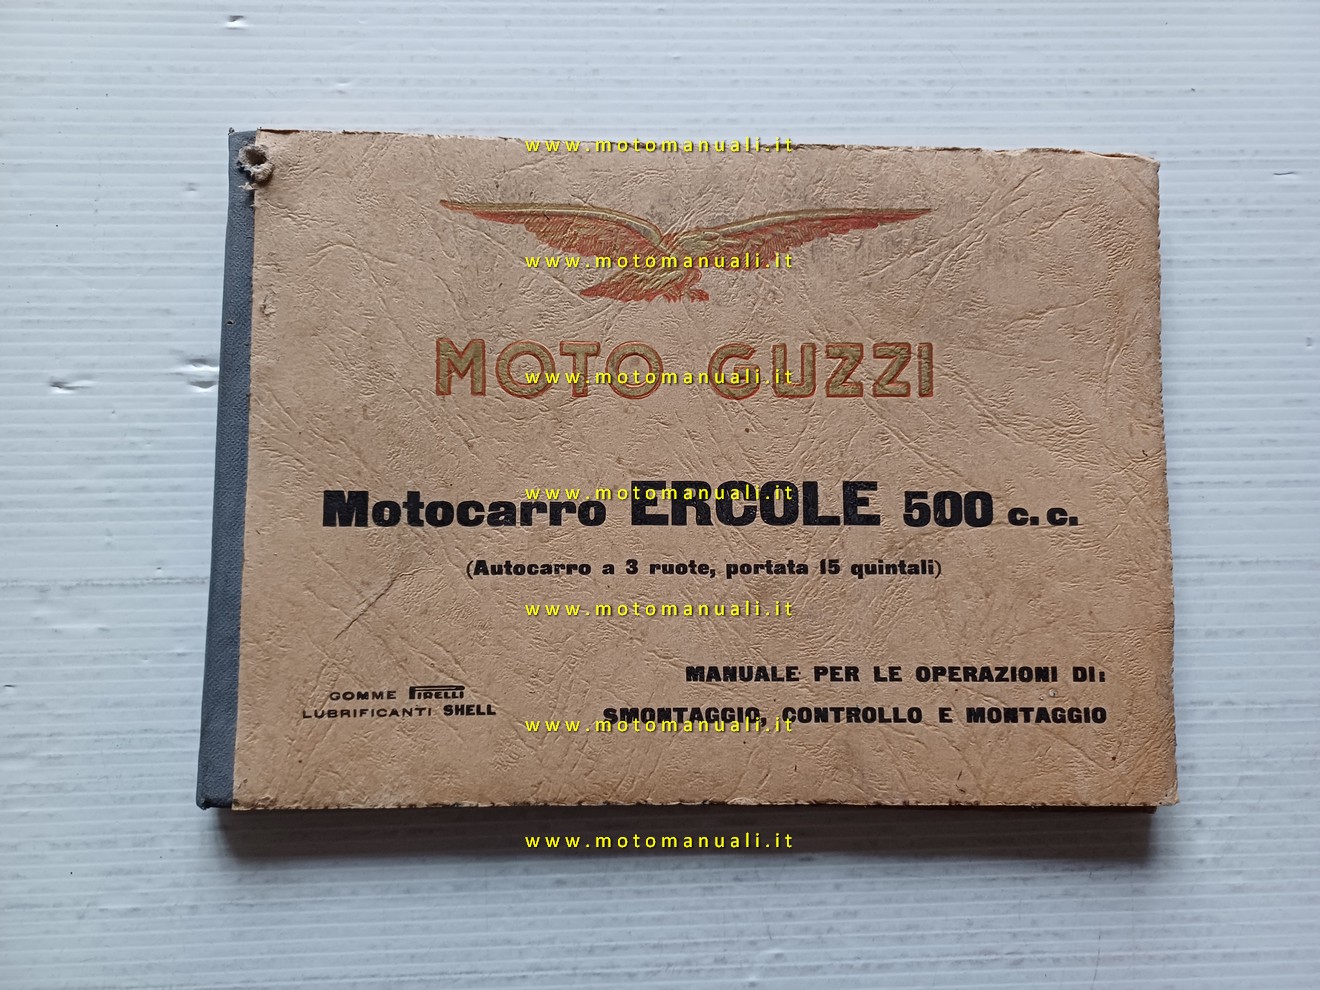 www.motomanuali.it
www.motomanuali.it
MOTO GUZZI
www.motomanuali.it
www.motomanuali.it
Motocarro ERCOLE 500 c.c.
(Autocarro a 3 ruote, portata 15 quintali)
www.motomanuali.it
MANUALE PER LE OPERAZIONI DI:
GOMME PIRELLI
LUBRIFICANTI SHELL
SMONTAGGIO, CONTROLLO E MONTAGGIO
www.motomanuali.it
www.motomanuali.it